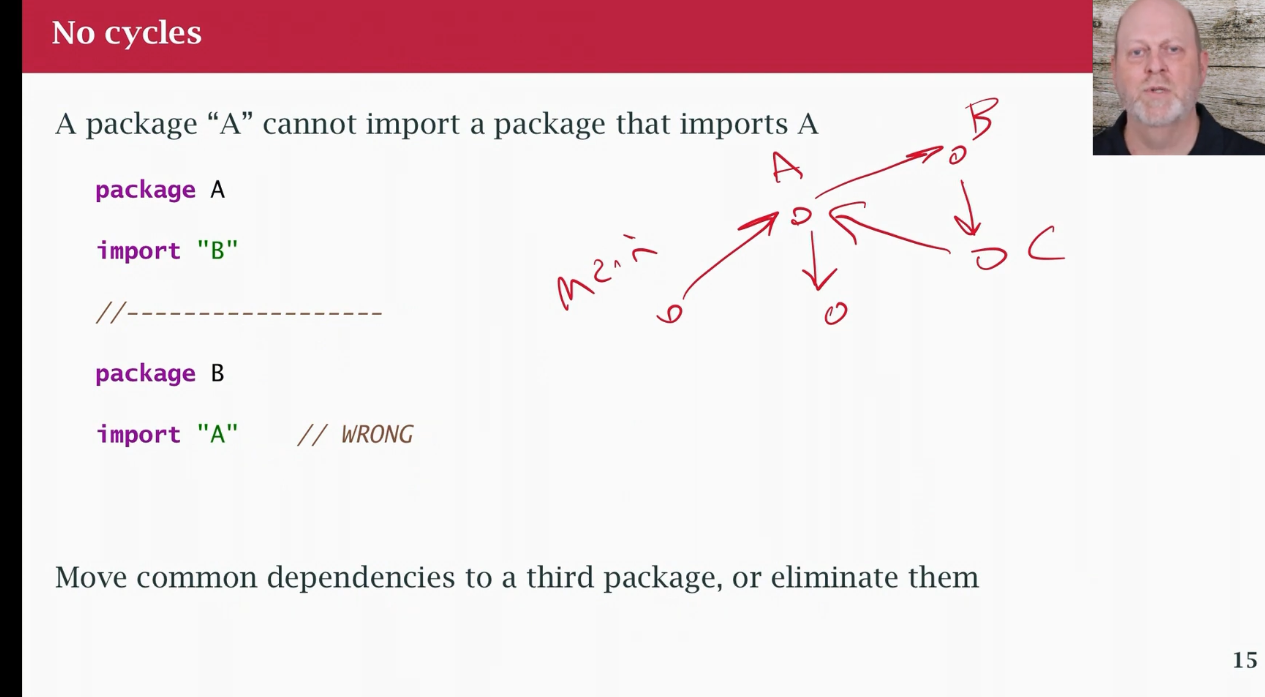 No cycles
A package “A” cannot import a package that imports A
package A
import "B"
//------------------
package B
import "A" // WRONG
Move common dependencies to a third package, or eliminate them
15
B
A
C
Main